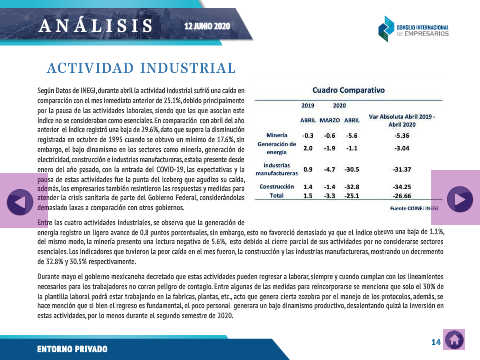 ANÁLISIS
12 JUNIO 2020
CONSEJO INTERNACIONAL
DE EMPRESARIOS
ACTIVIDAD INDUSTRIAL
Según Datos de INEGI, durante abril la actividad industrial sufrió una caída en
comparación con el mes inmediato anterior de 25.1%, debido principalmente
por la pausa de las actividades laborales, siendo que las que asocian este
índice no se consideraban como esenciales. En comparación con abril del año
anterior el índice registró una baja de 29.6%, dato que supera la disminución
registrada en octubre de 1995 cuando se obtuvo un mínimo de 17.6%, sin
embargo, el bajo dinamismo en los sectores como minería, generación de
electricidad, construcción e industrias manufactureras, estaba presente desde
enero del año pasado, con la entrada del COVID-19, las expectativas y la
pausa de estas actividades fue la punta del iceberg que agudizo su caída,
además, los empresarios también resintieron las respuestas y medidas para
atender la crisis sanitaria de parte del Gobierno Federal, considerándolas
demasiado laxas a comparación con otros gobiernos.
Cuadro Comparativo
2019 2020
ABRIL MARZO ABRIL Var Absoluta Abril 2019 -
Abril 2020
Minería -0.3 -0.6 -5.6 -5.36
Generación de
energía 2.0 -1.9 -1.1 -3.04
Industrias
manufactureras 0.9 -4.7 -30.5 -31.37
Construcción 1.4 -1.4 -32.8 -34.25
Total 1.5 -3.3 -25.1 -26.66
Fuente COINE/ INEGI
Entre las cuatro actividades industriales, se observa que la generación de
energía registro un ligero avance de 0.8 puntos porcentuales, sin embargo, esto no favoreció demasiado ya que el índice obtuvo una baja de 1.1%,
del mismo modo, la minería presento una lectura negativa de 5.6%, esto debido al cierre parcial de sus actividades por no considerarse sectores
esenciales. Los indicadores que tuvieron la peor caída en el mes fueron, la construcción y las industrias manufactureras, mostrando un decremento
de 32.8% y 30.5% respectivamente.
Durante mayo el gobierno mexicano ha decretado que estas actividades pueden regresar a laborar, siempre y cuando cumplan con los lineamientos
necesarios para los trabajadores no corran peligro de contagio. Entre algunas de las medidas para reincorporarse se menciona que solo el 30% de
la plantilla laboral podrá estar trabajando en la fabricas, plantas, etc., acto que genera cierta zozobra por el manejo de los protocolos, además, se
hace mención que si bien el regreso es fundamental, el poco personal generara un bajo dinamismo productivo, desalentando quizá la inversión en
estas actividades, por lo menos durante el segundo semestre de 2020.
14
ENTORNO PRIVADO